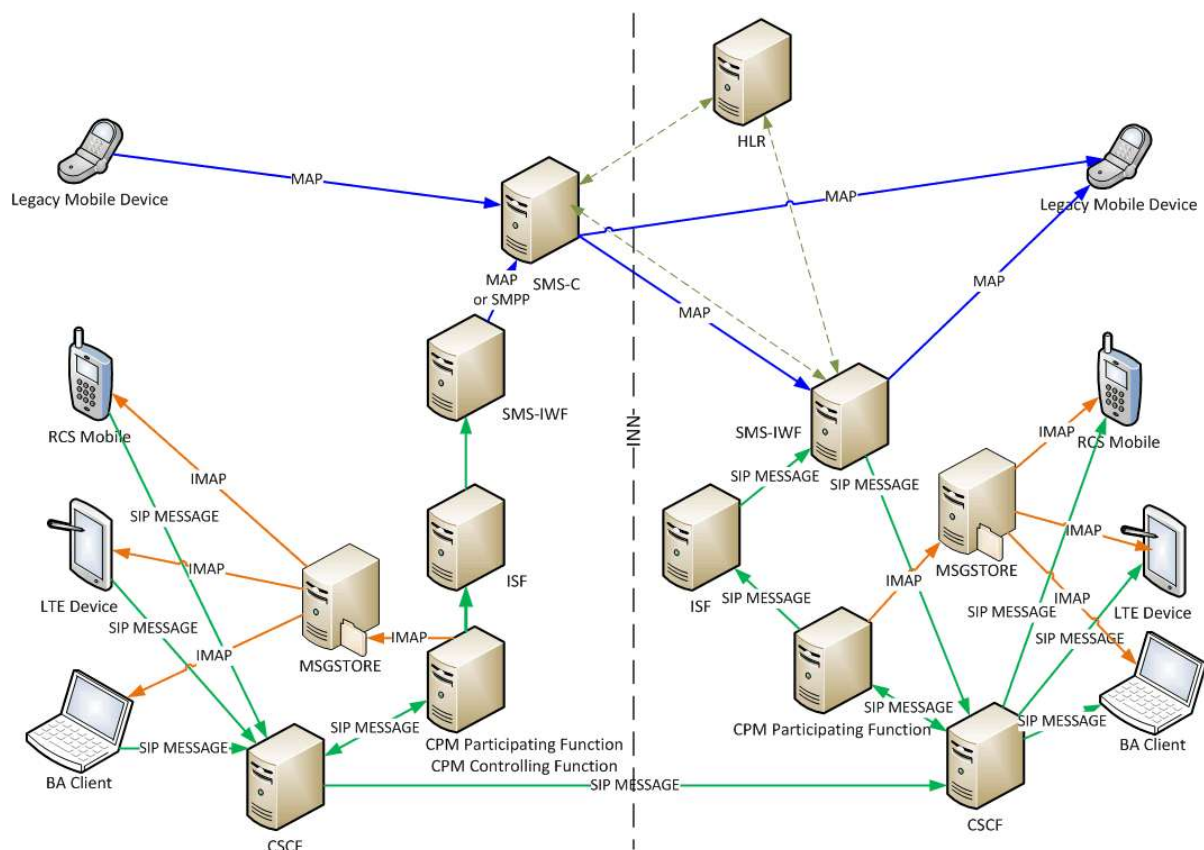 HLR
Legacy Mobile Device
MAP
SMS-C
MAP
Legacy Mobile Device
MAP
or SMPP
MAP
MAP
SMS-IWF
RCS Mobile
IMAP
SIP MESSAGE
LTE Device
IMAP
SIP MESSAGE
IMAP
BA Client
SIP MESSAGE
MSGSTORE
IMAP
ISF
SIP MESSAGE
CPM Participating Function
CPM Controlling Function
CSCF
SIP MESSAGE
INN
SMS-IWF
SIP MESSAGE
SIP MESSAGE
IMAP
RCS Mobile
MSGSTORE
IMAP
IMAP
IMAP
ISF
SIP MESSAGE
SIP MESSAGE
LTE Device
SIP MESSAGE
CPM Participating Function
SIP MESSAGE
SIP MESSAGE
BA Client
CSCF